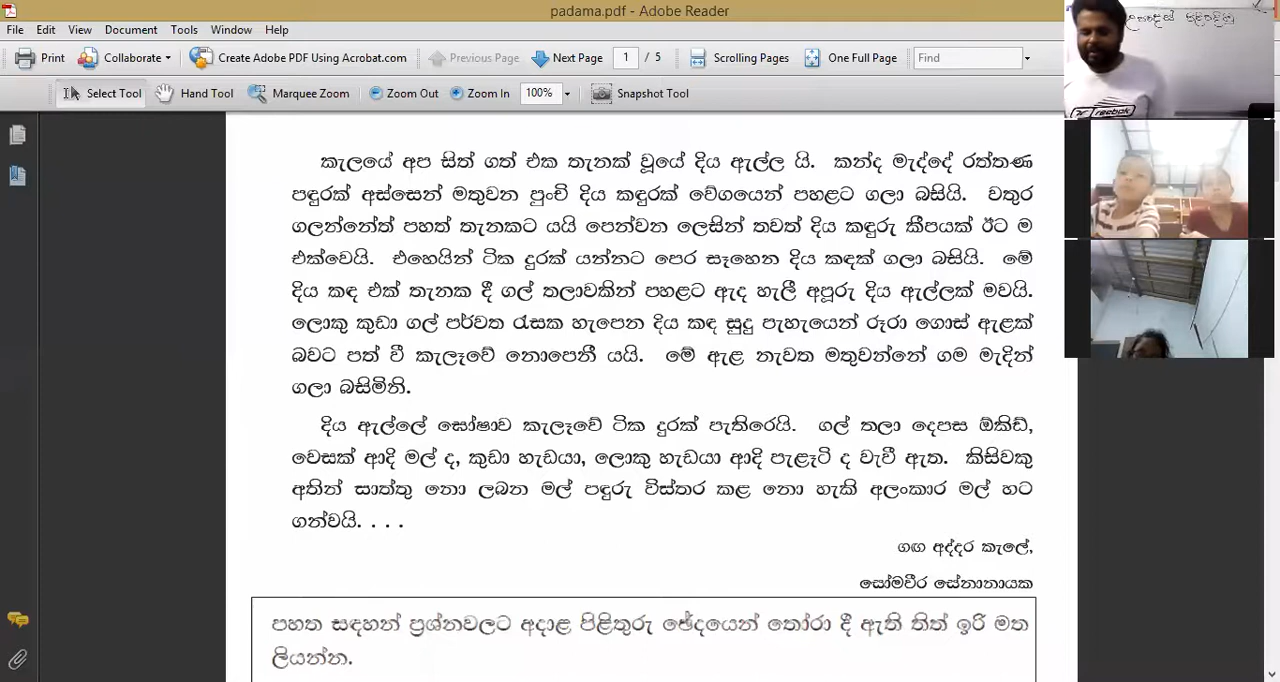 padama.pdf - Adobe Reader
File Edit View Document Tools Window Help
Print Collaborate Create Adobe PDF Using Acrobat.com Previous Page Next Page 1 / 5 Scrolling Pages One Full Page Find
Select Tool Hand Tool Marquee Zoom Zoom Out Zoom In 100% Snapshot Tool
Reebok
කැලයේ අප සිත් ගත් එක තැනක් වූයේ දිය ඇල්ල යි. කන්ද මැද්දේ රත්තණ
පඳුරක් අස්සෙන් මතුවන පුංචි දිය කඳුරක් වේගයෙන් පහළට ගලා බසියි. වතුර
ගලන්නේත් පහත් තැනකට යයි පෙන්වන ලෙසින් තවත් දිය කඳුරු කීපයක් ඊට ම
එක්වෙයි. එහෙයින් ටික දුරක් යන්නට පෙර සෑහෙන දිය කඳක් ගලා බසියි. මේ
දිය කඳ එක් තැනක දී ගල් තලාවකින් පහළට ඇද හැලී අපූරු දිය ඇල්ලක් මවයි.
ලොකු කුඩා ගල් පර්වත රැසක හැපෙන දිය කඳ සුදු පැහැයෙන් රූරා ගොස් ඇළක්
බවට පත් වී කැලෑවේ නොපෙනී යයි. මේ ඇළ නැවත මතුවන්නේ ගම මැදින්
ගලා බසිමිනි.
දිය ඇල්ලේ ඝෝෂාව කැලෑවේ ටික දුරක් පැතිරෙයි. ගල් තලා දෙපස ඕකිඩ්,
වෙසක් ආදි මල් ද, කුඩා හැඩයා, ලොකු හැඩයා ආදි පැළෑටි ද වැවී ඇත. කිසිවකු
අතින් සාත්තු නො ලබන මල් පඳුරු විස්තර කළ නො හැකි අලංකාර මල් හට
ගන්වයි. . . .
ගඟ අද්දර කැලේ,
සෝමවීර සේනානායක
පහත සඳහන් ප්‍රශ්නවලට අදාළ පිළිතුරු ඡේදයෙන් තෝරා දී ඇති තිත් ඉරි මත
ලියන්න.